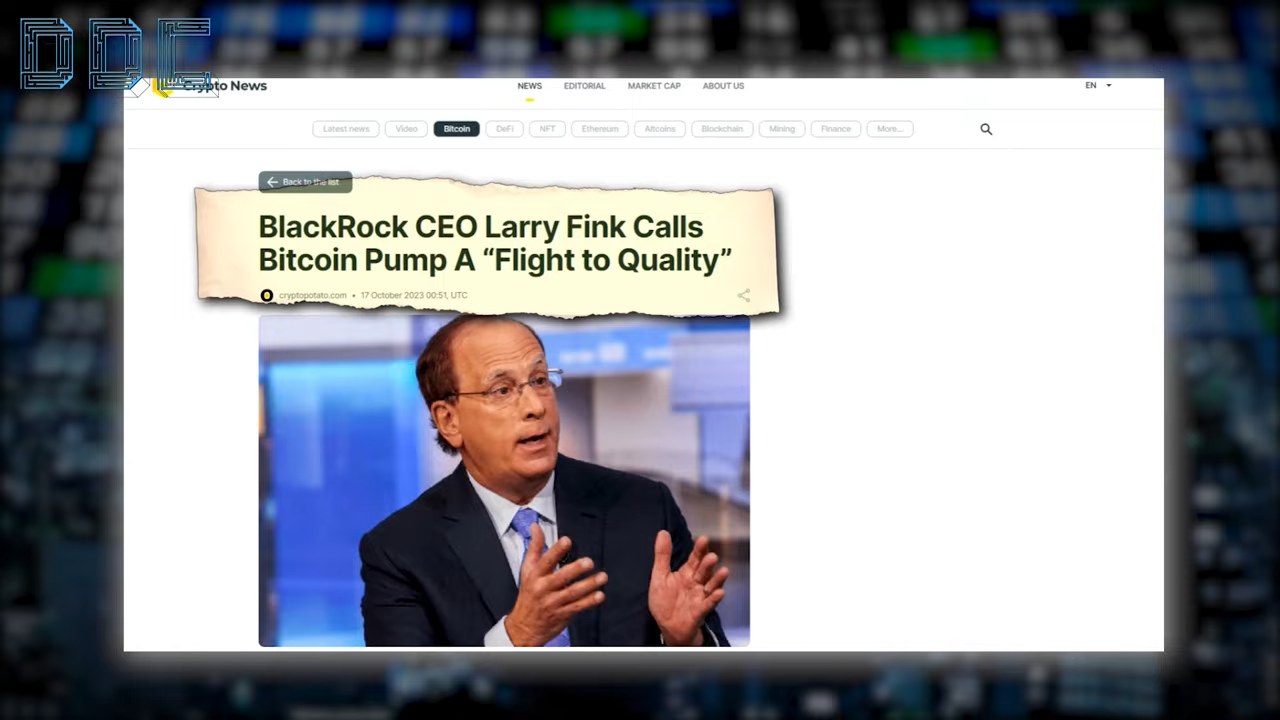 DDC
Crypto News
NEWS EDITORIAL MARKET CAP ABOUT US
EN
Latest news Video Bitcoin DeFi NFT Ethereum Altcoins Blockchain Mining Finance More...
Back to the list
BlackRock CEO Larry Fink Calls
Bitcoin Pump A “Flight to Quality”
cryptopotato.com • 17 October 2023 00:51, UTC